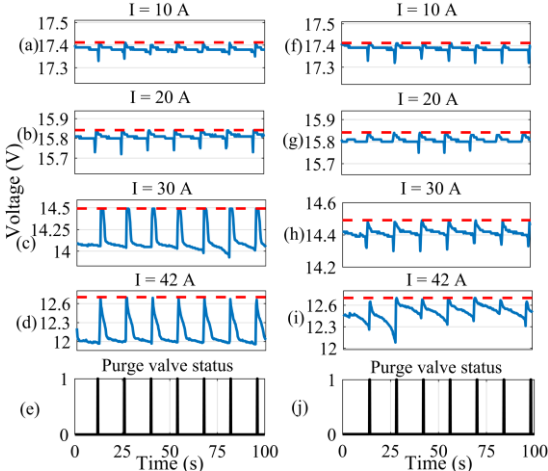 I = 10 A
17.5
17.4
17.3
(a)
I = 20 A
15.9
15.8
15.7
(b)
I = 30 A
14.5
14.25
14
(c)
I = 42 A
12.6
12.3
12
(d)
Voltage (V)
Purge valve status
1
0
(e)
0 25 50 75 100
Time (s)
I = 10 A
17.5
17.4
17.3
(f)
I = 20 A
15.9
15.8
15.7
(g)
I = 30 A
14.6
14.4
14.2
(h)
I = 42 A
12.6
12.3
12
(i)
Purge valve status
1
0
(j)
0 25 50 75 100
Time (s)